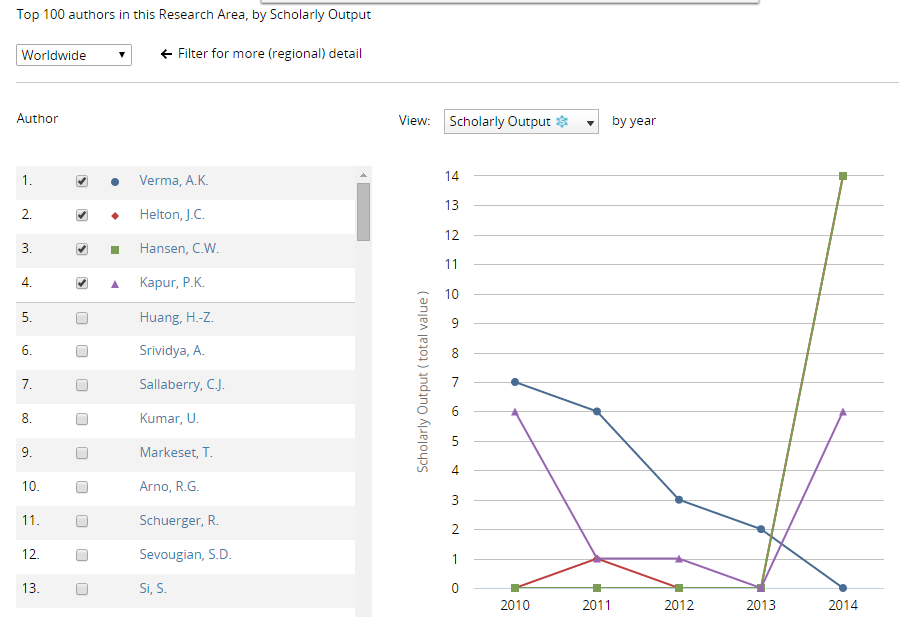 Top 100 authors in this Research Area, by Scholarly Output
Worldwide
Filter for more (regional) detail
Author
View: Scholarly Output by year
1. Verma, A.K.
2. Helton, J.C.
3. Hansen, C.W.
4. Kapur, P.K.
5. Huang, H.-Z.
6. Srividya, A.
7. Sallaberry, C.J.
8. Kumar, U.
9. Markeset, T.
10. Arno, R.G.
11. Schuerger, R.
12. Sevougian, S.D.
13. Si, S.
Scholarly Output ( total value )
14
13
12
11
10
9
8
7
6
5
4
3
2
1
0
2010 2011 2012 2013 2014